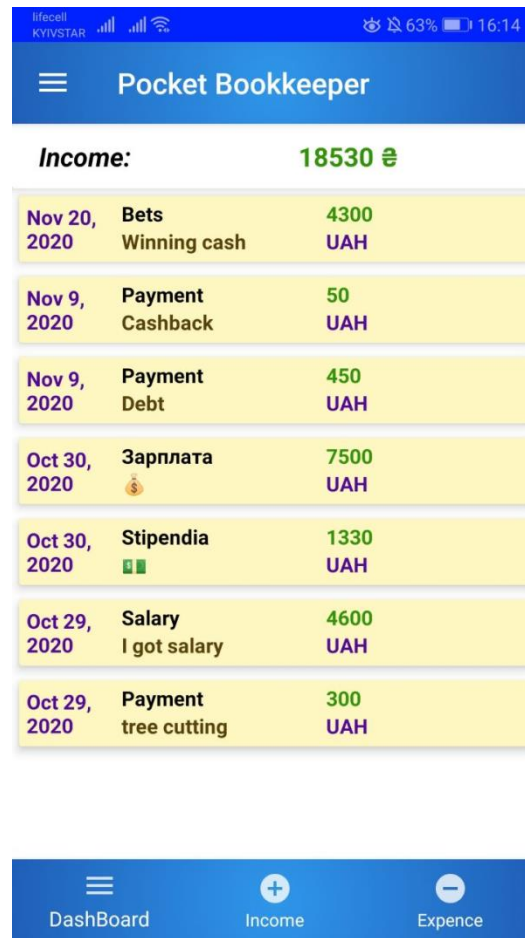 lifecell
KYIVSTAR
63% 16:14
Pocket Bookkeeper
Income: 18530 ₴
Nov 20, Bets 4300
2020 Winning cash UAH
Nov 9, Payment 50
2020 Cashback UAH
Nov 9, Payment 450
2020 Debt UAH
Oct 30, Зарплата 7500
2020 UAH
Oct 30, Stipendia 1330
2020 UAH
Oct 29, Salary 4600
2020 I got salary UAH
Oct 29, Payment 300
2020 tree cutting UAH
DashBoard Income Expence